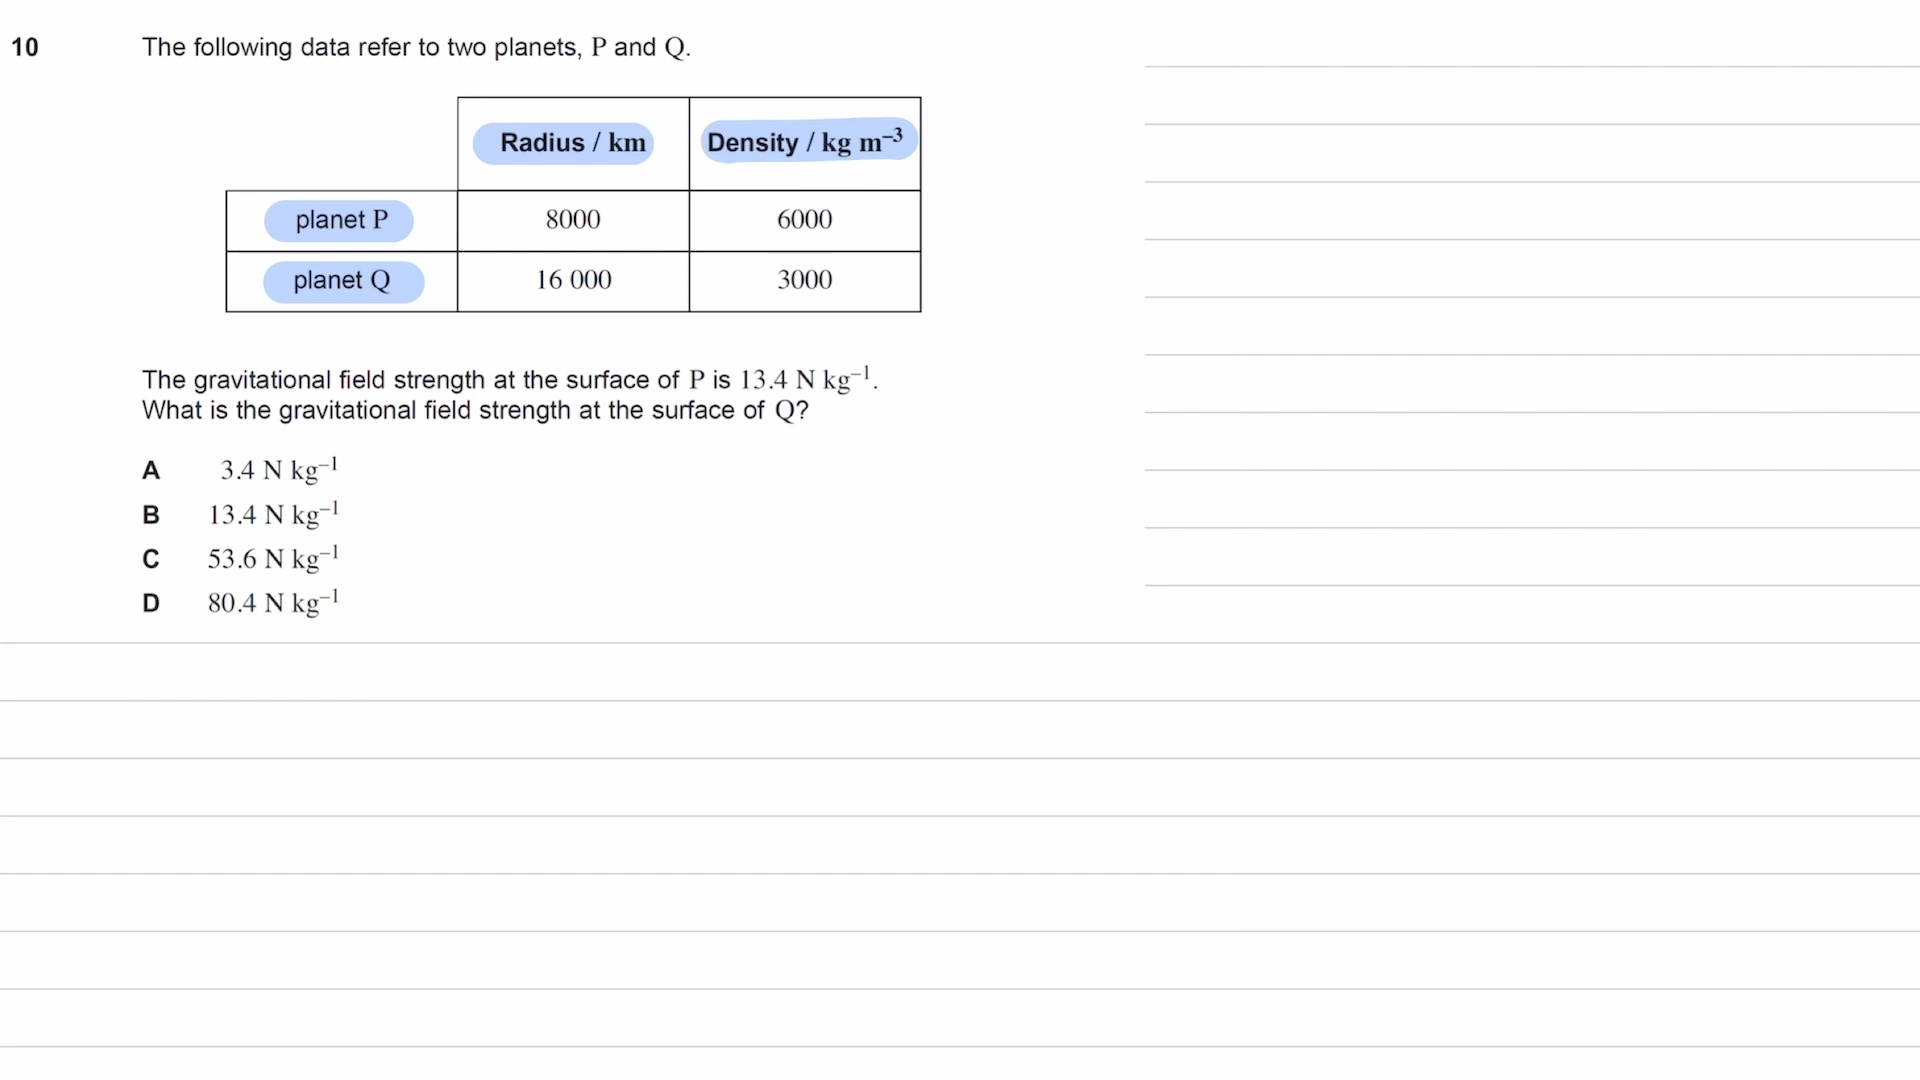 10 The following data refer to two planets, P and Q.
Radius / km Density / kg m⁻³
planet P 8000 6000
planet Q 16 000 3000
The gravitational field strength at the surface of P is 13.4 N kg⁻¹.
What is the gravitational field strength at the surface of Q?
A 3.4 N kg⁻¹
B 13.4 N kg⁻¹
C 53.6 N kg⁻¹
D 80.4 N kg⁻¹